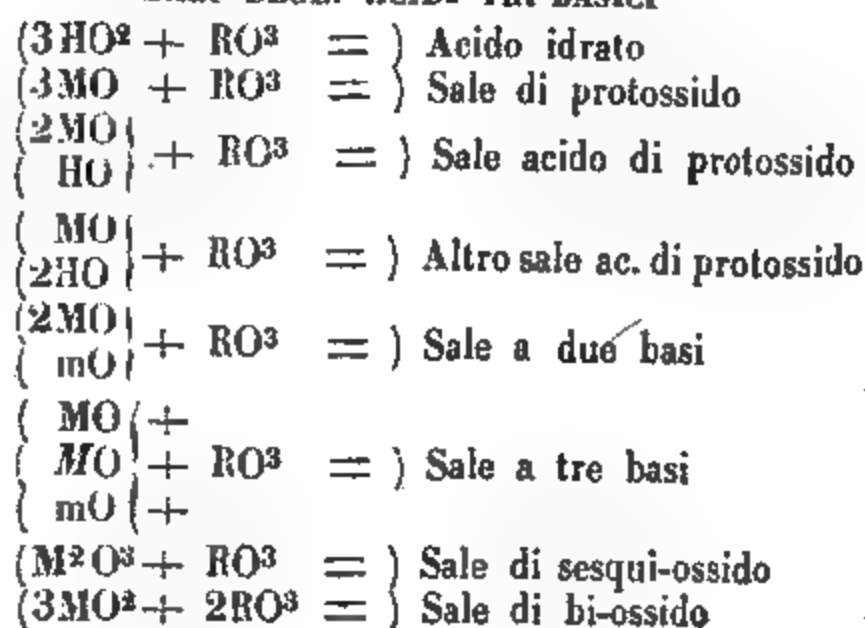 (3HO² + RO³ = ) Acido idrato
(3MO + RO³ = ) Sale di protossido
(2MO
( HO } + RO³ = ) Sale acido di protossido
( MO
(2HO } + RO³ = ) Altro sale ac. di protossido
(2MO
( mO } + RO³ = ) Sale a due basi
( MO ( +
( MO + RO³ = ) Sale a tre basi
( mO ( +
(M²O³ + RO³ = ) Sale di sesqui-ossido
(3MO² + 2RO³ = ) Sale di bi-ossido